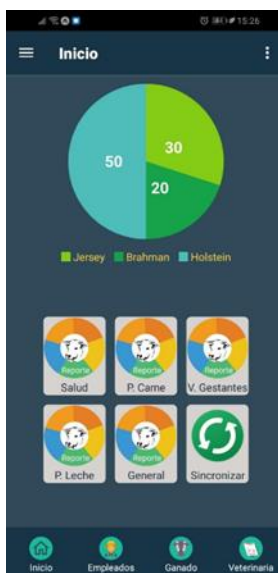 15:26
Inicio
50
30
20
Jersey Brahman Holstein
Reporte Reporte Reporte
Salud P. Carne V. Gestantes
Reporte Reporte
P. Leche General Sincronizar
Inicio Empleados Ganado Veterinaria